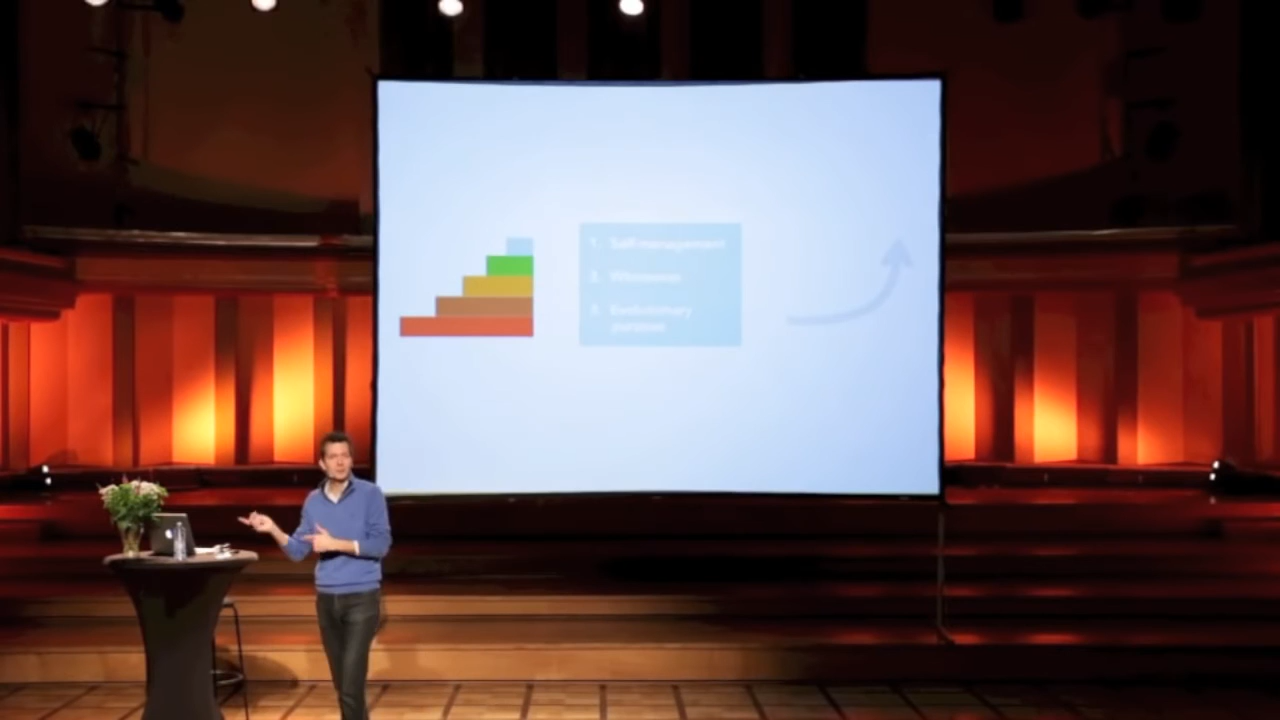 1. Self-management
2. Wholeness
3. Evolutionary
purpose